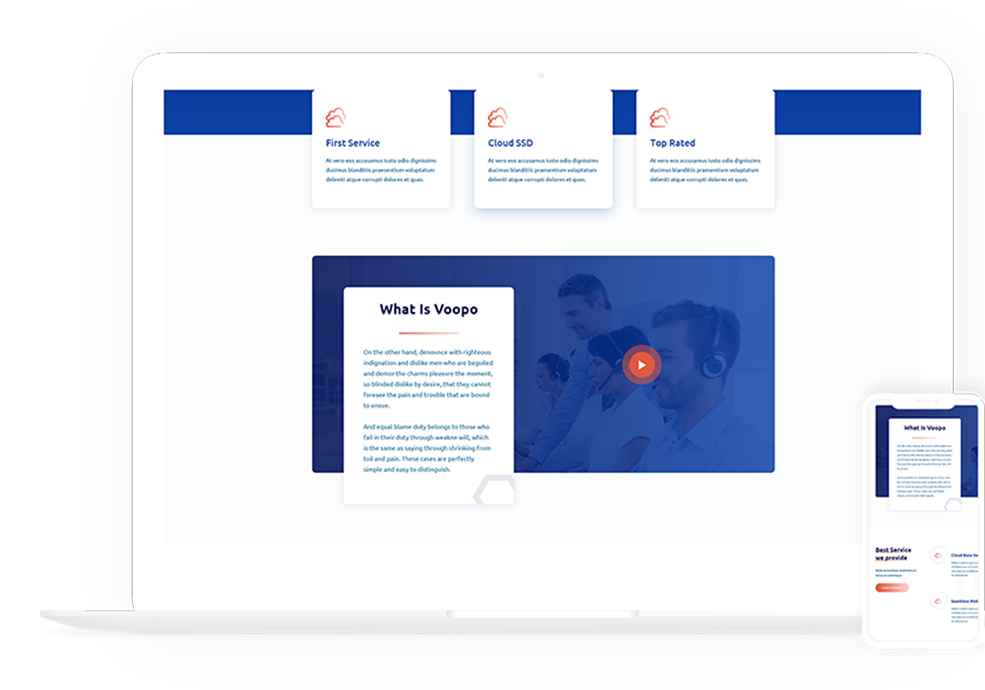 First Service
At vero eos accusamus iusto odio dignissims
ducimus blanditiis praesentium voluptatum
deleniti atque corrupti dolores et quas.
Cloud SSD
At vero eos accusamus iusto odio dignissims
ducimus blanditiis praesentium voluptatum
deleniti atque corrupti dolores et quas.
Top Rated
At vero eos accusamus iusto odio dignissims
ducimus blanditiis praesentium voluptatum
deleniti atque corrupti dolores et quas.
What Is Voopo
On the other hand, denounce with righteous
indignation and dislike men who are beguiled
and demor the charms pleasure the moment,
so blinded dislike by desire, that they cannot
foresee the pain and trouble that are bound
to ensue.
And equal blame duty belongs to those who
fail in their duty through weakne will, which
is the same as saying through shrinking from
toil and pain. These cases are perfectly
simple and easy to distinguish.
What Is Voopo
Best Service
we provide
Cloud Base
Seamless